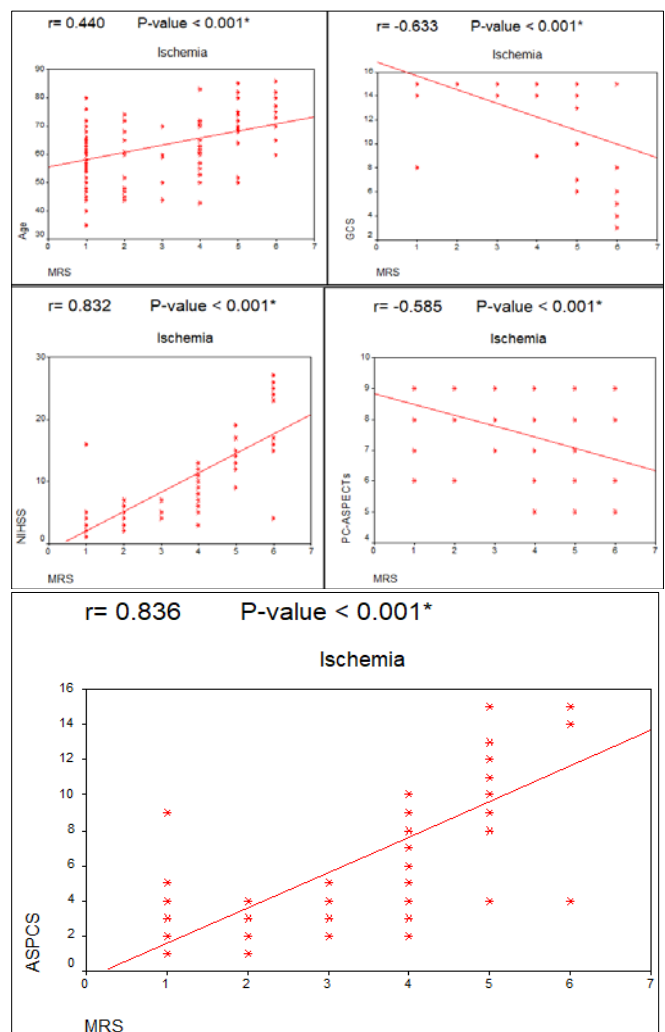 r= 0.440 P-value < 0.001*
Ischemia
90
80
70
60
50
40
30
Age
0 1 2 3 4 5 6 7
MRS
r= -0.633 P-value < 0.001*
Ischemia
16
14
12
10
8
6
4
2
GCS
0 1 2 3 4 5 6 7
MRS
r= 0.832 P-value < 0.001*
Ischemia
30
20
10
0
NIHSS
0 1 2 3 4 5 6 7
MRS
r= -0.585 P-value < 0.001*
Ischemia
10
9
8
7
6
5
4
PC-ASPECTs
0 1 2 3 4 5 6 7
MRS
r= 0.836 P-value < 0.001*
Ischemia
16
14
12
10
8
6
4
2
0
ASPCS
0 1 2 3 4 5 6 7
MRS